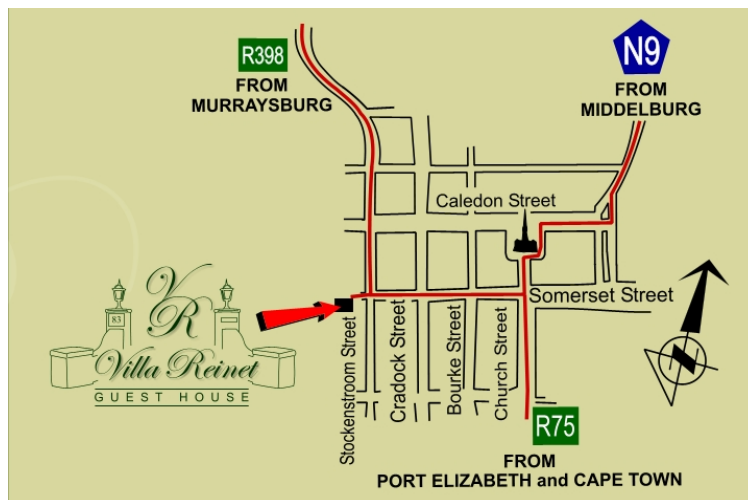 R398
FROM
MURRAYSBURG
N9
FROM
MIDDELBURG
Caledon Street
Somerset Street
Stockenstroom Street
Cradock Street
Bourke Street
Church Street
83
VR
Villa Reinet
GUEST HOUSE
R75
FROM
PORT ELIZABETH and CAPE TOWN
N